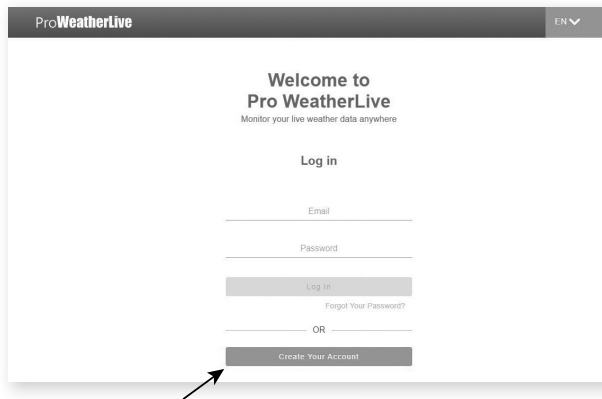 ProWeatherLive
EN
Welcome to
Pro WeatherLive
Monitor your live weather data anywhere
Log in
Email
Password
Log In
Forgot Your Password?
OR
Create Your Account